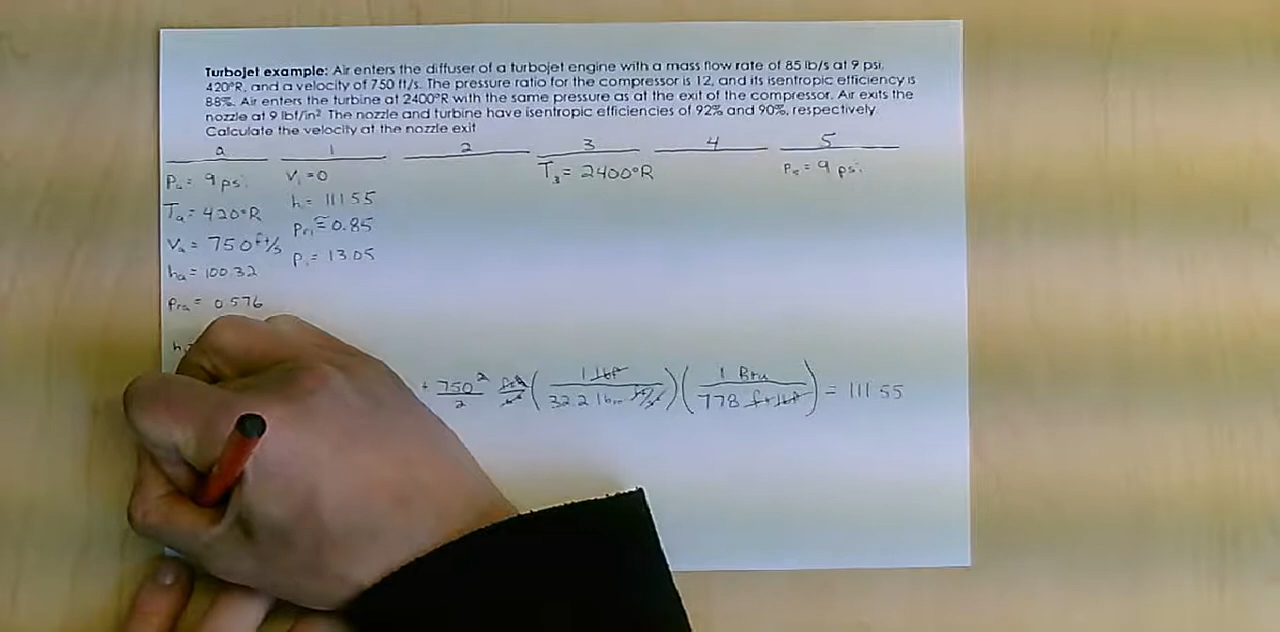 Turbojet example: Air enters the diffuser of a turbojet engine with a mass flow rate of 85 lb/s at 9 psi,
420°R, and a velocity of 750 ft/s. The pressure ratio for the compressor is 12, and its isentropic efficiency is
88%. Air enters the turbine at 2400°R with the same pressure as at the exit of the compressor. Air exits the
nozzle at 9 lbf/in². The nozzle and turbine have isentropic efficiencies of 92% and 90%, respectively.
Calculate the velocity at the nozzle exit
a 1 2 3 4 5
Pa = 9 psi V1 = 0 T3 = 2400°R P5 = 9 psi
Ta = 420°R h = 111.55
Va = 750 ft/s Pr1 ≅ 0.85
ha = 100.32 P1 = 13.05
Pra = 0.576
h
+ 750²/2 ft²/s² (1 lbf / 32.2 lbm ft/s²) (1 Btu / 778 ft lbf) = 111.55